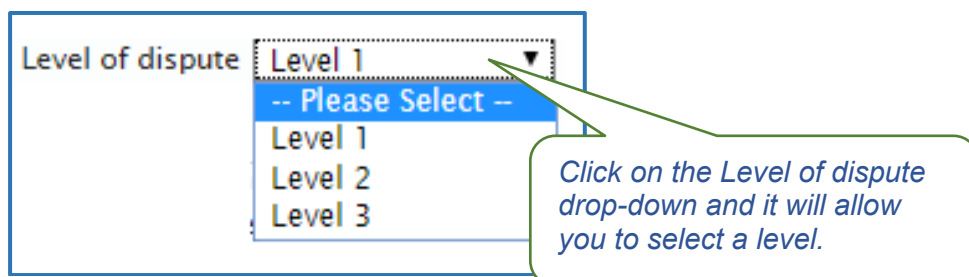 Level of dispute Level 1
-- Please Select --
Level 1
Level 2
Level 3
Click on the Level of dispute
drop-down and it will allow
you to select a level.